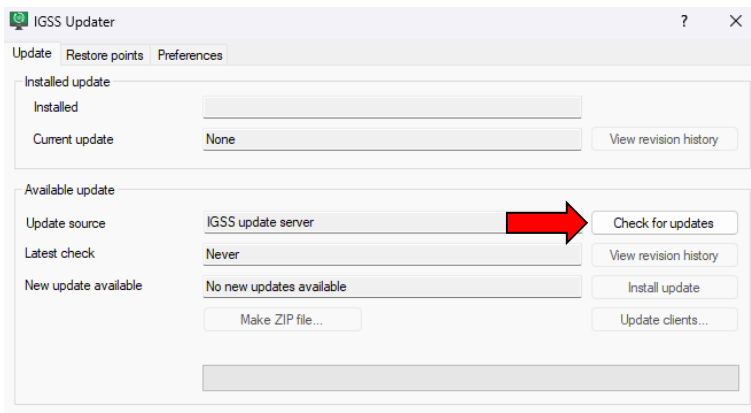 IGSS Updater ? X
Update Restore points Preferences
Installed update
Installed
Current update None View revision history
Available update
Update source IGSS update server Check for updates
Latest check Never View revision history
New update available No new updates available Install update
Make ZIP file... Update clients...